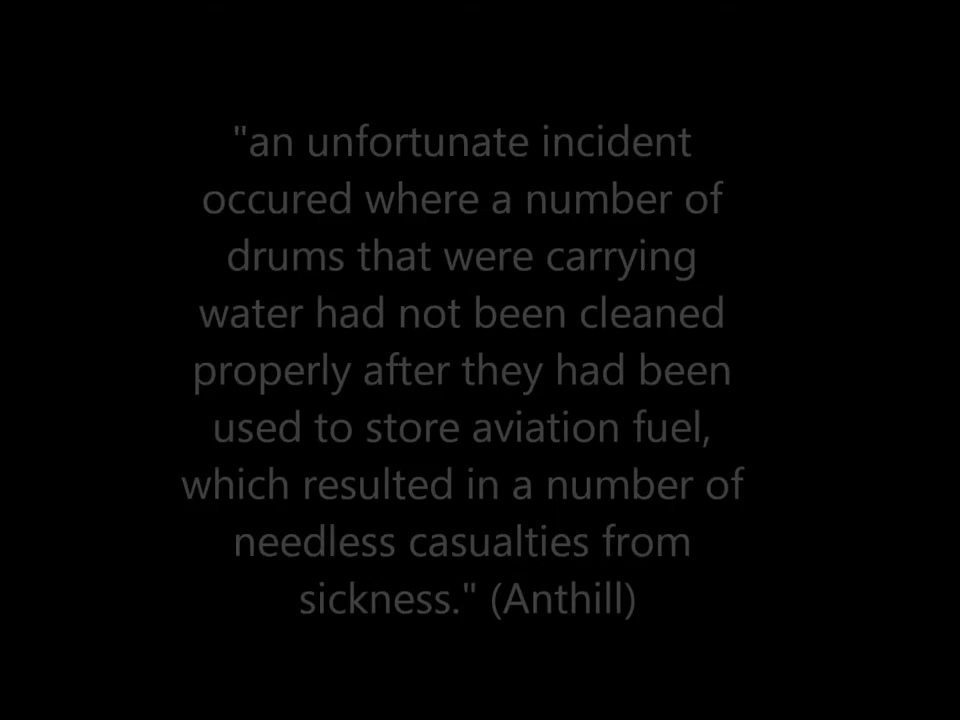 "an unfortunate incident
occured where a number of
drums that were carrying
water had not been cleaned
properly after they had been
used to store aviation fuel,
which resulted in a number of
needless casualties from
sickness." (Anthill)